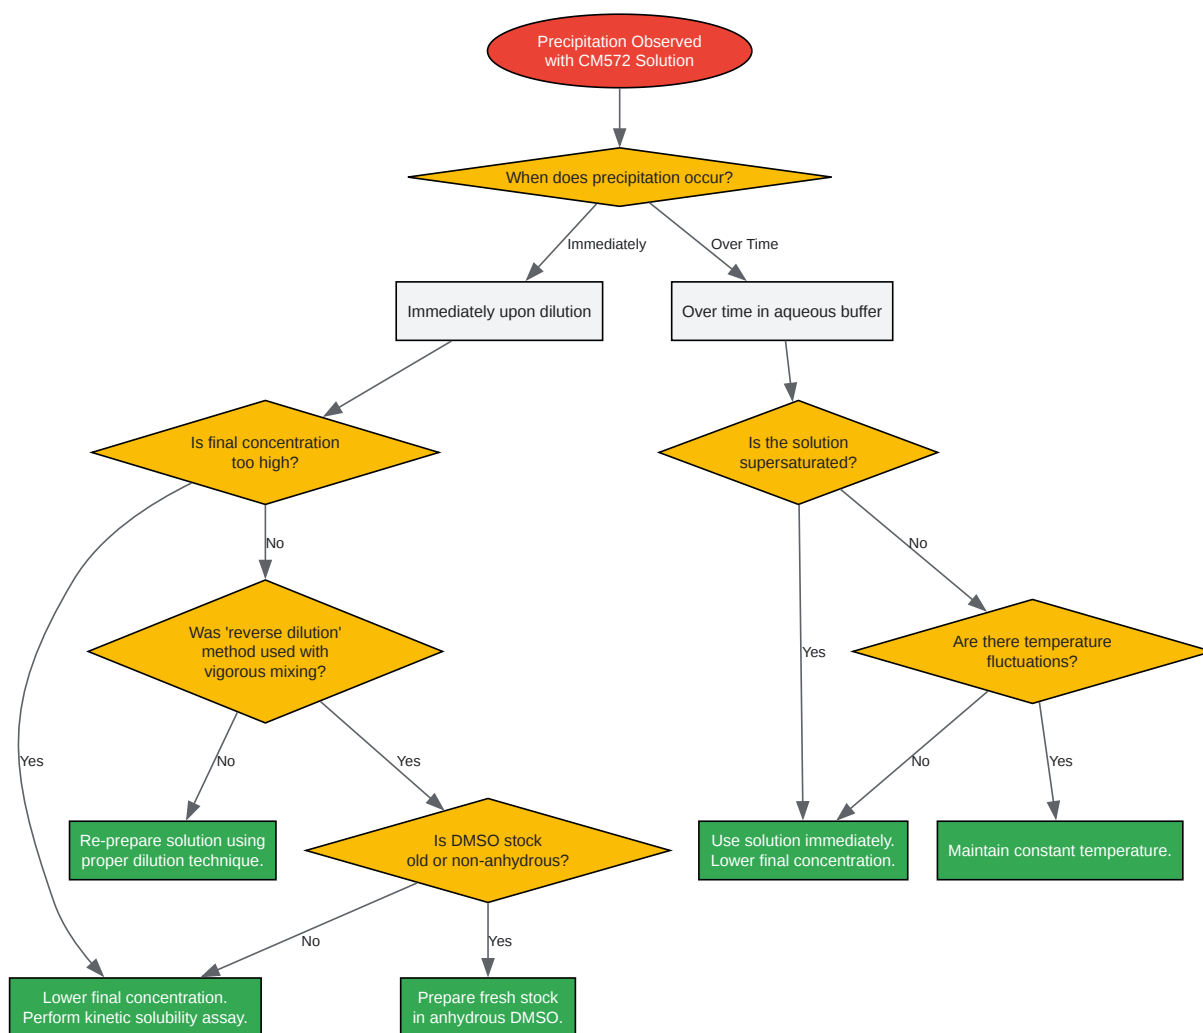 Precipitation Observed
with CM572 Solution
When does precipitation occur?
Immediately
Over Time
Immediately upon dilution
Over time in aqueous buffer
Is final concentration
too high?
Is the solution
supersaturated?
No
No
Was 'reverse dilution'
method used with
vigorous mixing?
Are there temperature
fluctuations?
Yes
Yes
No
Yes
No
Yes
Re-prepare solution using
proper dilution technique.
Is DMSO stock
old or non-anhydrous?
Use solution immediately.
Lower final concentration.
Maintain constant temperature.
No
Yes
Lower final concentration.
Perform kinetic solubility assay.
Prepare fresh stock
in anhydrous DMSO.